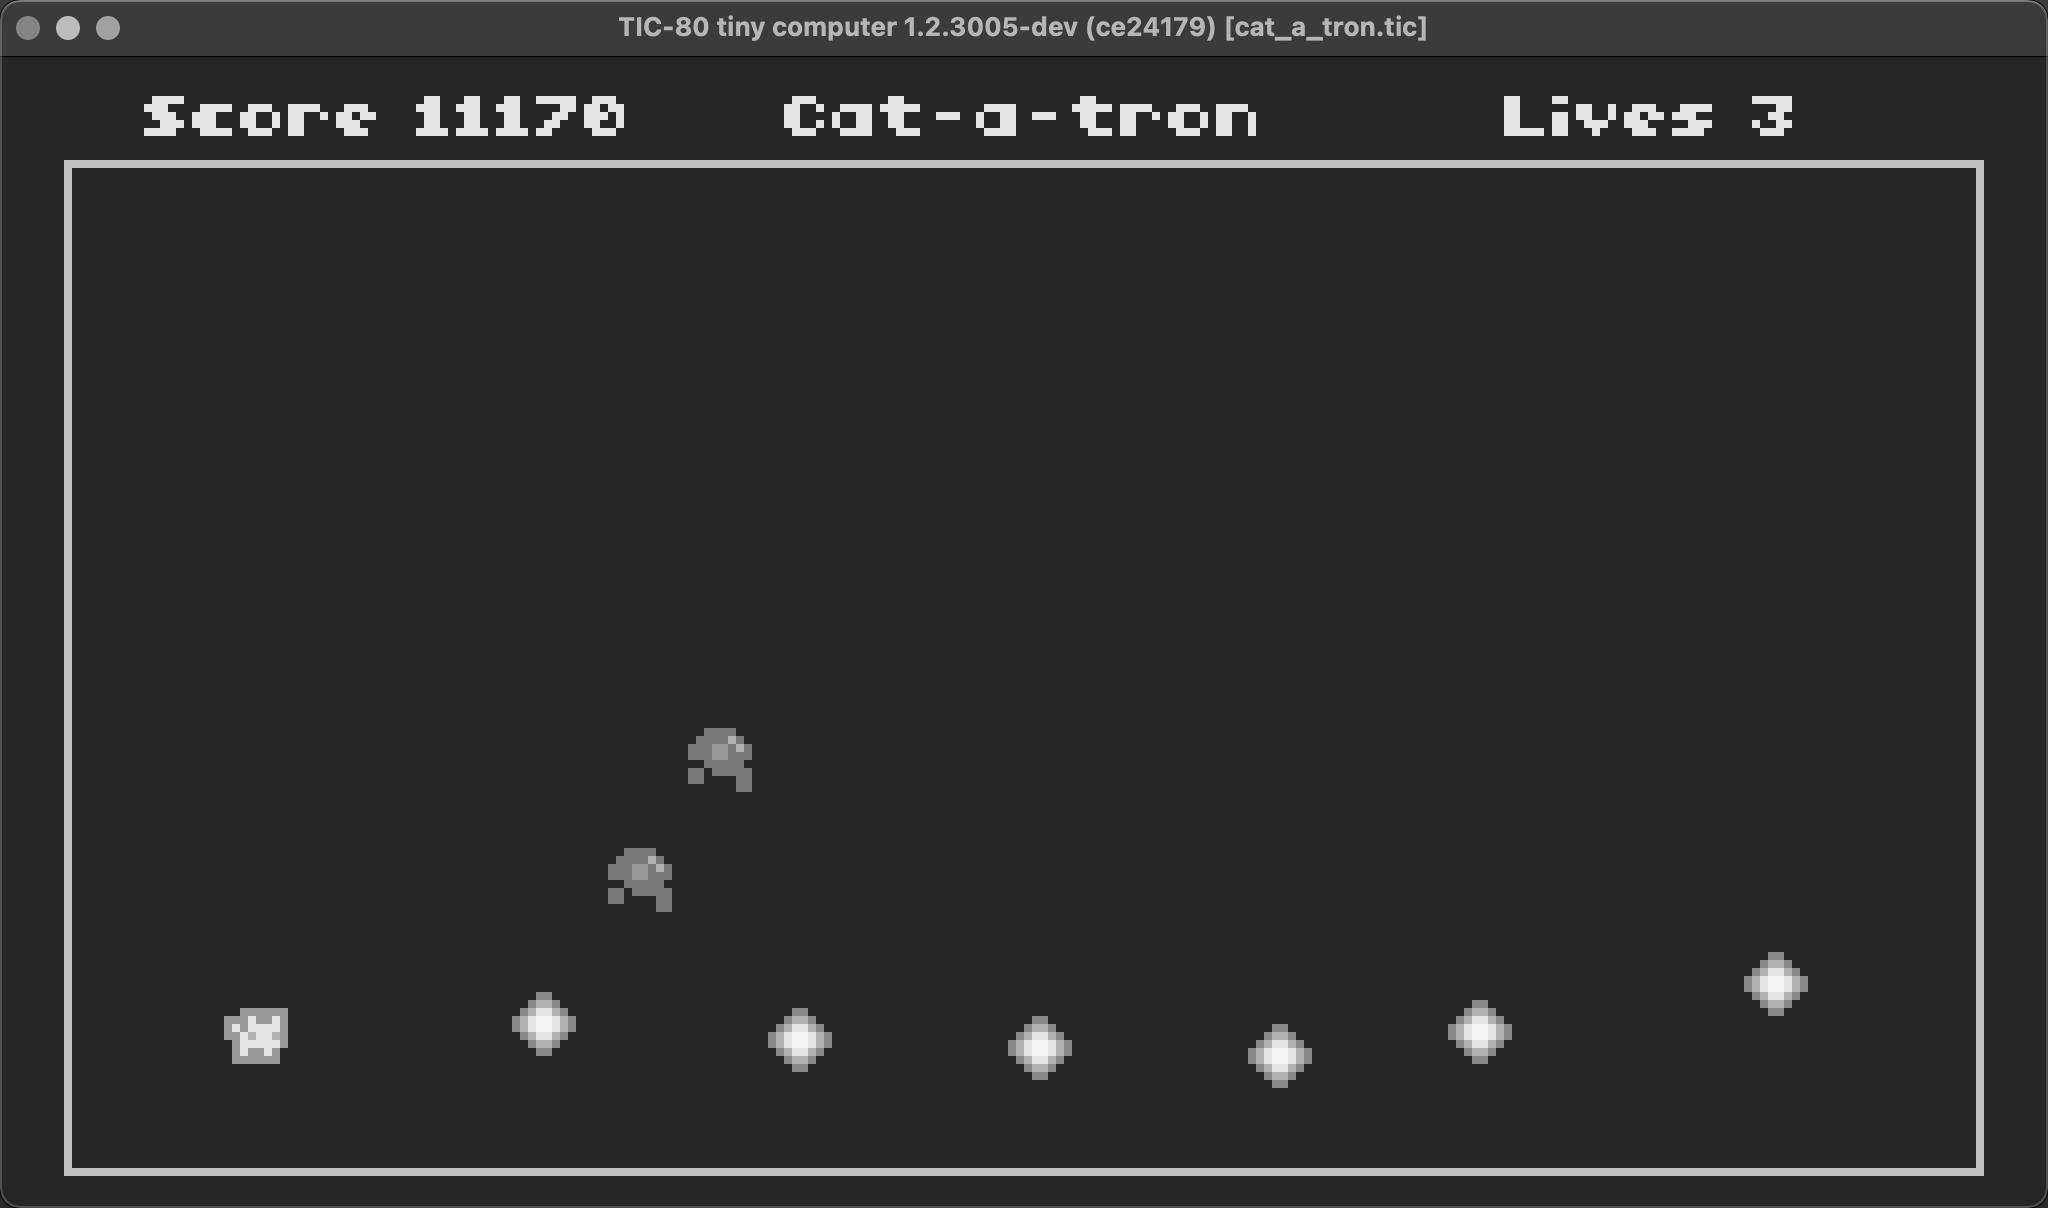 TIC-80 tiny computer 1.2.3005-dev (ce24179) [cat_a_tron.tic]
Score 11170 Cat-a-tron Lives 3